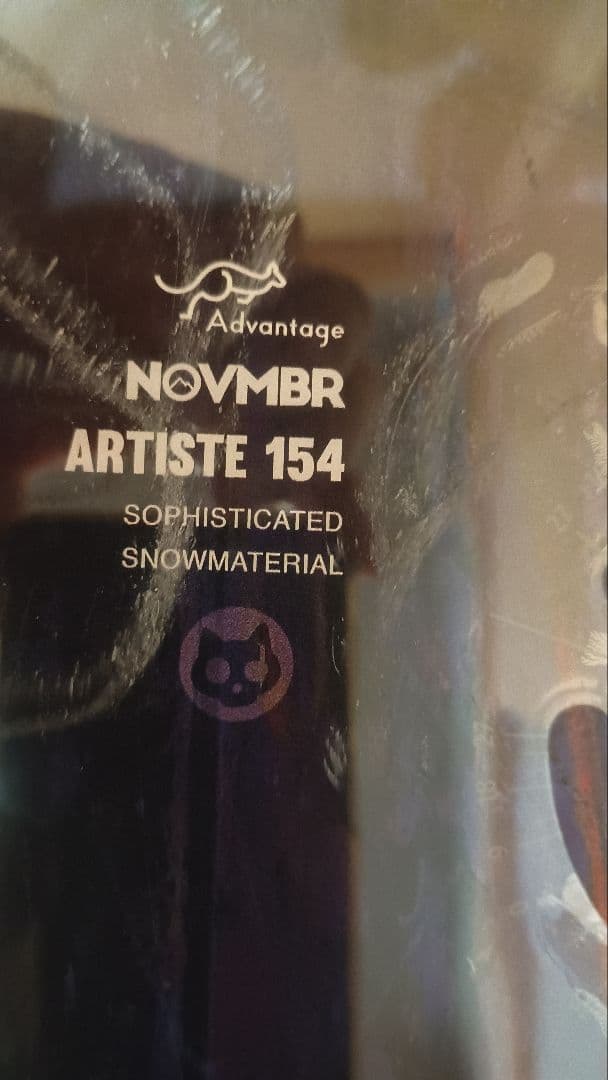 Advantage
NOVMBR
ARTISTE 154
SOPHISTICATED
SNOWMATERIAL